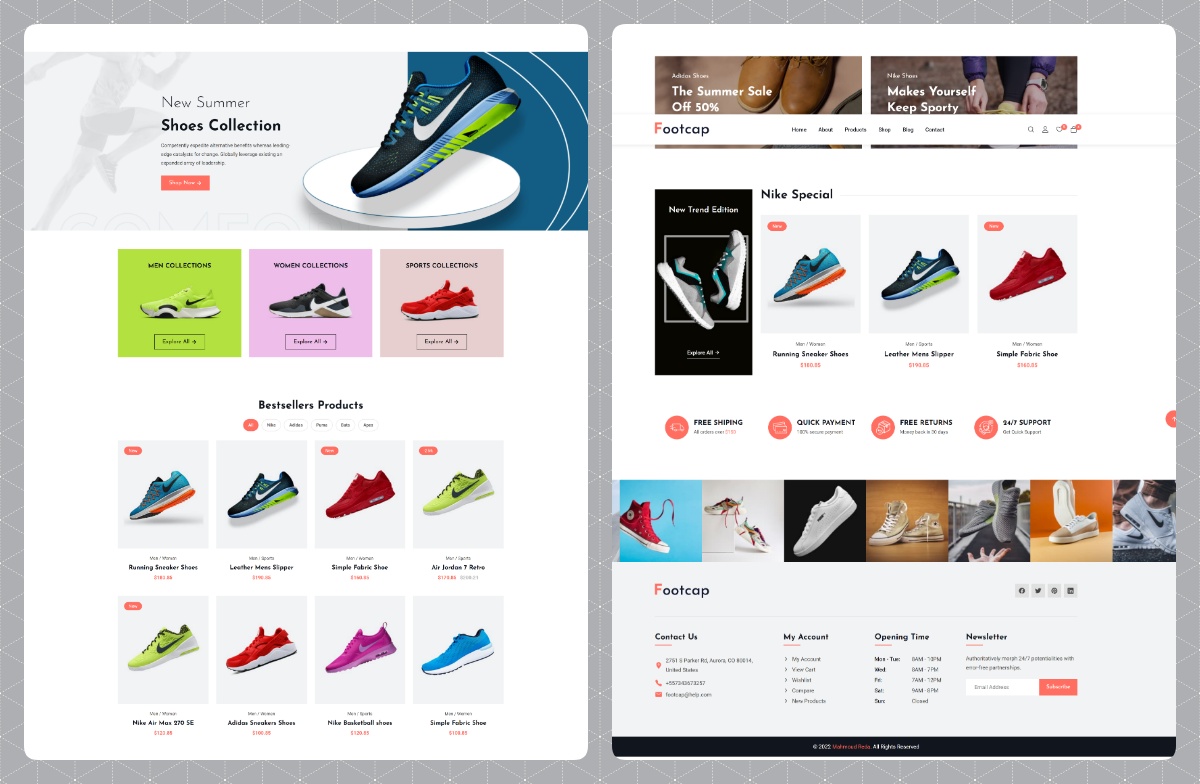 New Summer
Shoes Collection
Competently expedite alternative benefits whereas leading
edge catalysts for change. Globally leverage existing an
expanded array of leadership.
Shop Now →
MEN COLLECTIONS
Explore All →
WOMEN COLLECTIONS
Explore All →
SPORTS COLLECTIONS
Explore All →
Bestsellers Products
All Nike Adidas Puma Bata Apex
New
Men / Women
Running Sneaker Shoes
$180.85
Men / Sports
Leather Mens Slipper
$190.85
New
Men / Women
Simple Fabric Shoe
$160.85
Men / Sports
Air Jordan 7 Retro
$170.85
New
Men / Women
Nike Air Max 270 SE
$120.85
Men / Women
Adidas Sneakers Shoes
$100.85
Men / Sports
Nike Basketball shoes
$120.85
Men / Women
Simple Fabric Shoe
$100.85
Adidas Shoes
The Summer Sale
Off 50%
Nike Shoes
Makes Yourself
Keep Sporty
Footcap
Home About Products Shop Blog Contact
New Trend Edition
Explore All →
Nike Special
New
Men / Women
Running Sneaker Shoes
$180.85
Men / Sports
Leather Mens Slipper
$190.85
New
Men / Women
Simple Fabric Shoe
$160.85
FREE SHIPING
All orders over $150
QUICK PAYMENT
100% secure payment
FREE RETURNS
Money back in 30 days
24/7 SUPPORT
Get Quick Support
Footcap
Contact Us
2751 S Parker Rd, Aurora, CO 80014,
United States
+557343673257
footcap@help.com
My Account
My Account
View Cart
Wishlist
Compare
New Products
Opening Time
Mon - Tue: 8AM - 10PM
Wed: 8AM - 7PM
Fri: 7AM - 12PM
Sat: 9AM - 8PM
Sun: Closed
Newsletter
Authoritatively morph 24/7 potentialities with
error-free partnerships.
Email Address
Subscribe
© 2022 Mahmoud Reda. All Rights Reserved